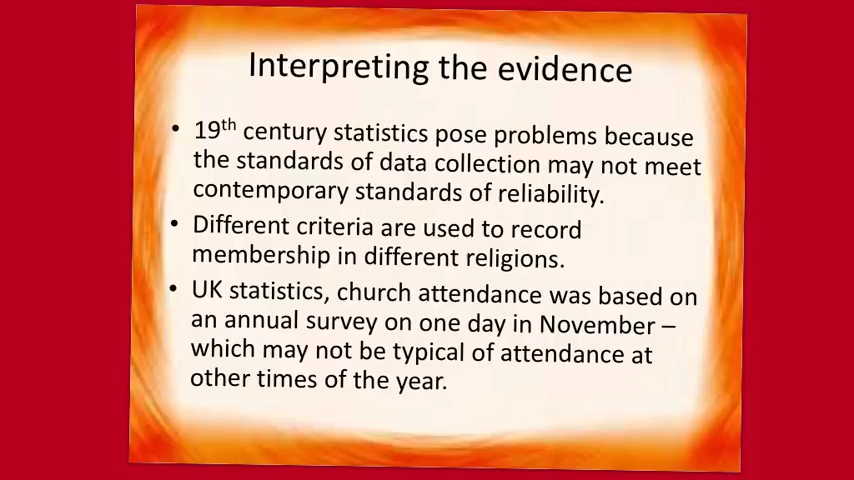 Interpreting the evidence
• 19th century statistics pose problems because
the standards of data collection may not meet
contemporary standards of reliability.
• Different criteria are used to record
membership in different religions.
• UK statistics, church attendance was based on
an annual survey on one day in November –
which may not be typical of attendance at
other times of the year.